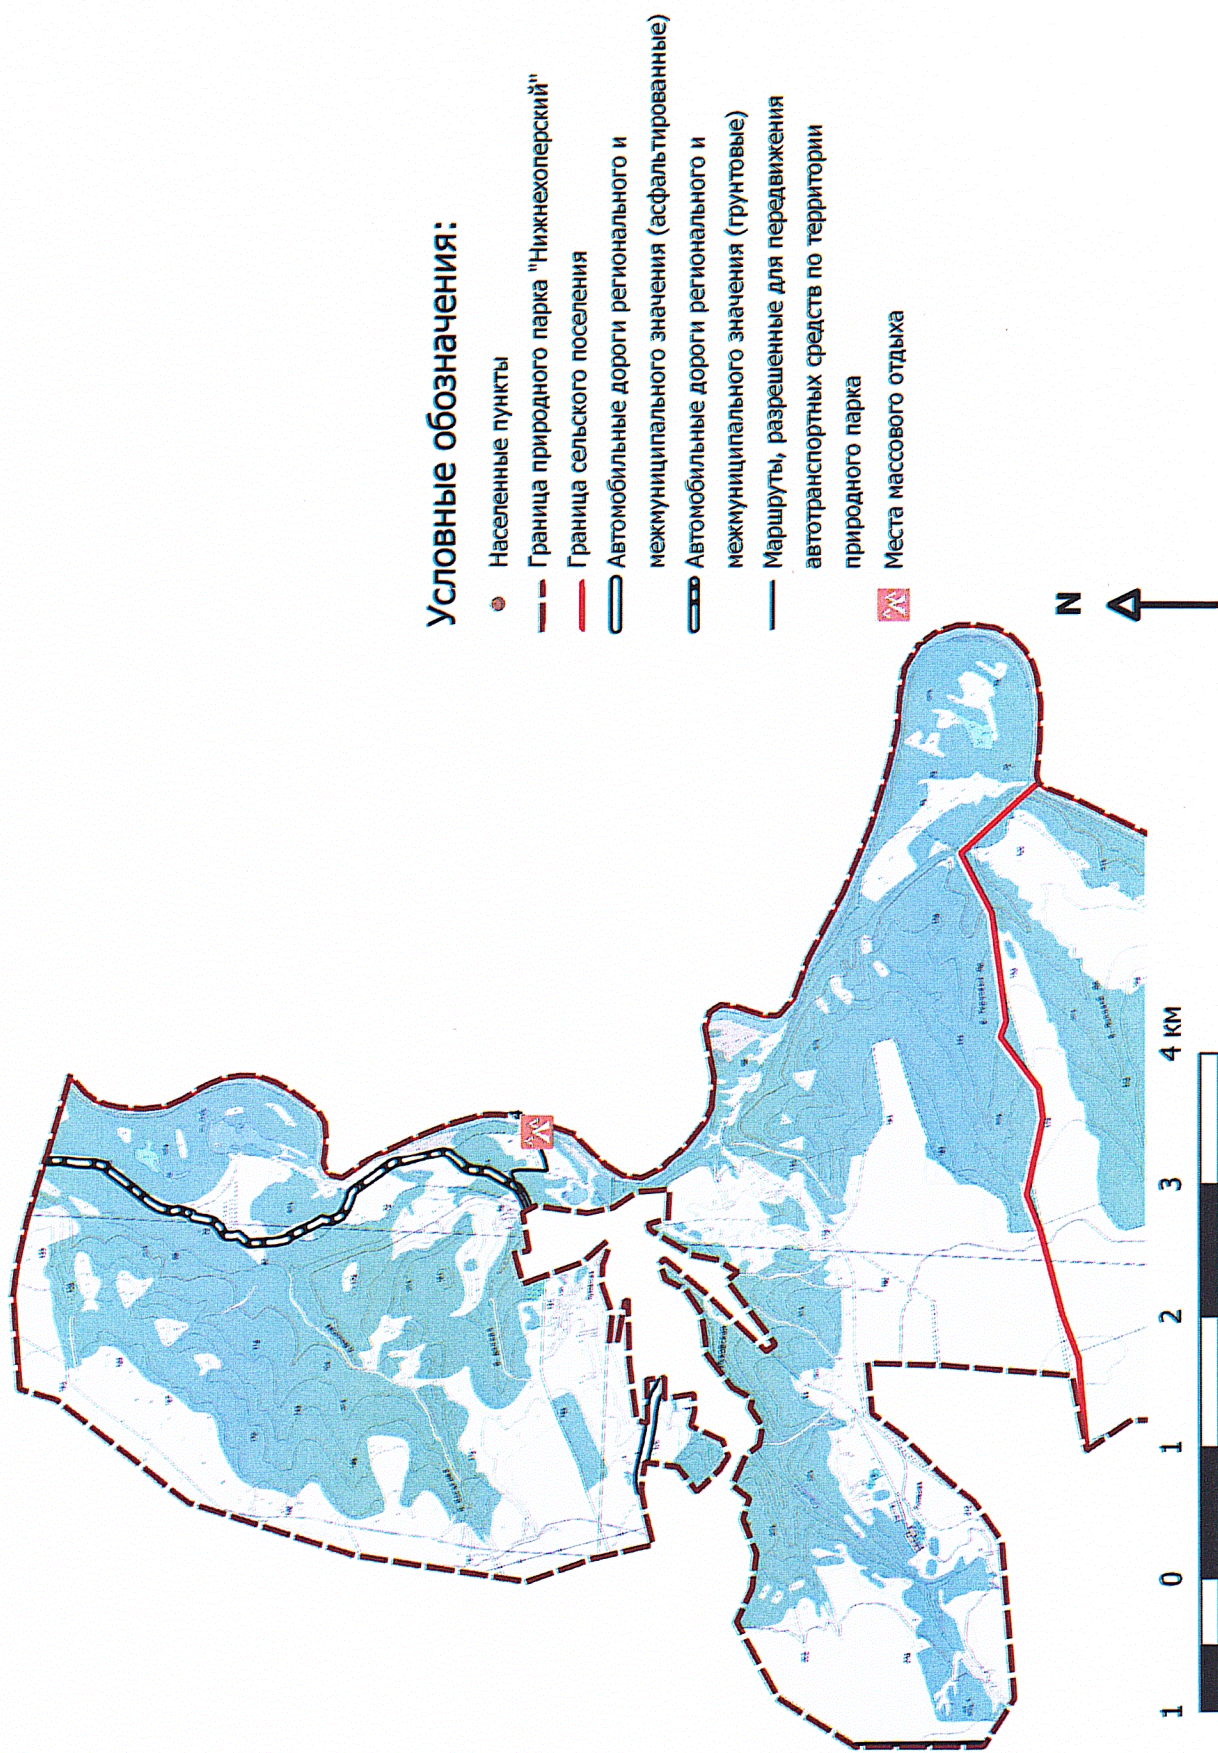 Условные обозначения:
Населенные пункты
Граница природного парка "Нижнехоперский"
Граница сельского поселения
Автомобильные дороги регионального и
межмуниципального значения (асфальтированные)
Автомобильные дороги регионального и
межмуниципального значения (грунтовые)
Маршруты, разрешенные для передвижения
автотранспортных средств по территории
природного парка
Места массового отдыха
N
1 0 1 2 3 4 км